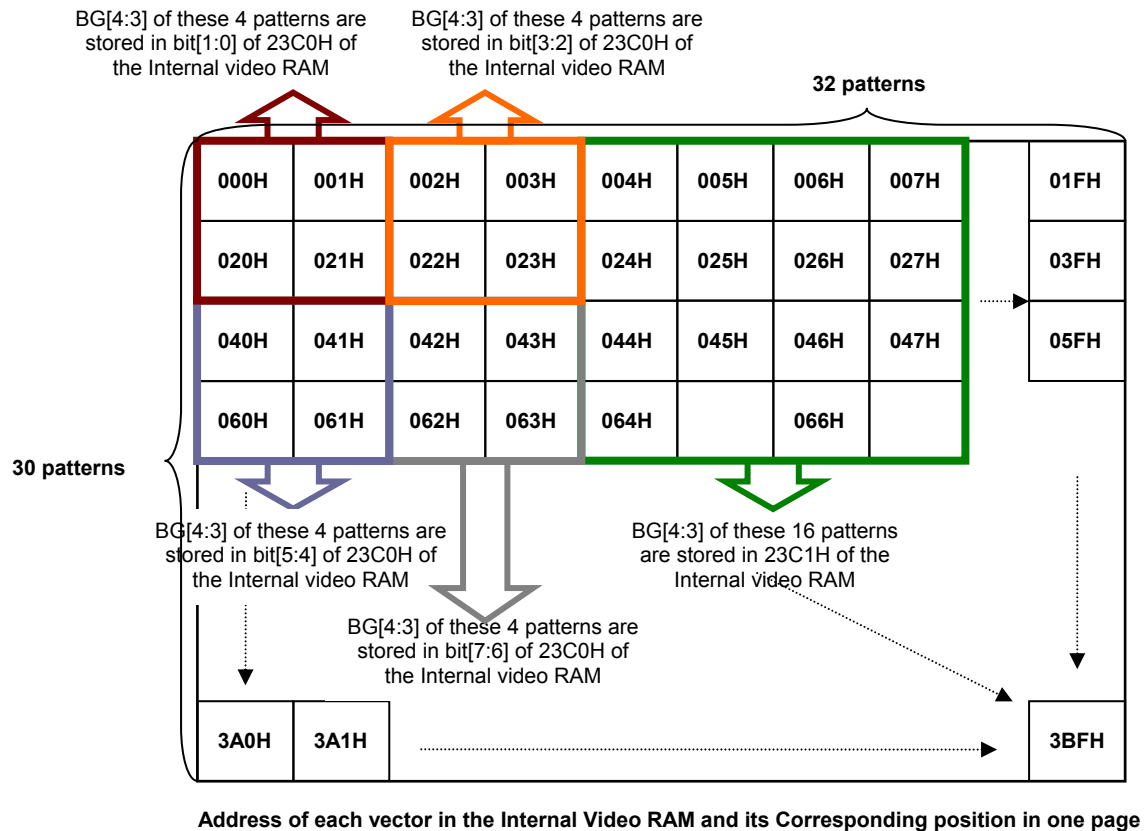 BG[4:3] of these 4 patterns are
stored in bit[1:0] of 23C0H of
the Internal video RAM
BG[4:3] of these 4 patterns are
stored in bit[3:2] of 23C0H of
the Internal video RAM
32 patterns
000H 001H 002H 003H 004H 005H 006H 007H 01FH
020H 021H 022H 023H 024H 025H 026H 027H 03FH
040H 041H 042H 043H 044H 045H 046H 047H 05FH
060H 061H 062H 063H 064H 066H
30 patterns
BG[4:3] of these 4 patterns are
stored in bit[5:4] of 23C0H of
the Internal video RAM
BG[4:3] of these 16 patterns
are stored in 23C1H of the
Internal video RAM
BG[4:3] of these 4 patterns are
stored in bit[7:6] of 23C0H of
the Internal video RAM
3A0H 3A1H 3BFH
Address of each vector in the Internal Video RAM and its Corresponding position in one page